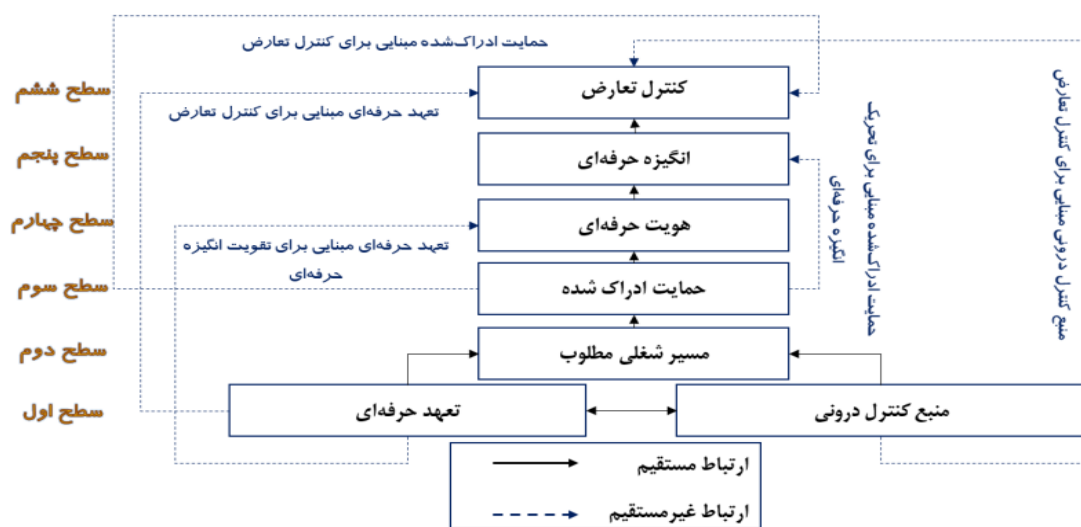 حمایت ادراک‌شده مبنایی برای کنترل تعارض
سطح ششم
کنترل تعارض
تعهد حرفه‌ای مبنایی برای کنترل تعارض
سطح پنجم
انگیزه حرفه‌ای
سطح چهارم
هویت حرفه‌ای
تعهد حرفه‌ای مبنایی برای تقویت انگیزه
حرفه‌ای
سطح سوم
حمایت ادراک شده
حمایت ادراک‌شده مبنایی برای تحریک
انگیزه حرفه‌ای
منبع کنترل درونی مبنایی برای کنترل تعارض
سطح دوم
مسیر شغلی مطلوب
سطح اول
منبع کنترل درونی
تعهد حرفه‌ای
ارتباط مستقیم
ارتباط غیرمستقیم